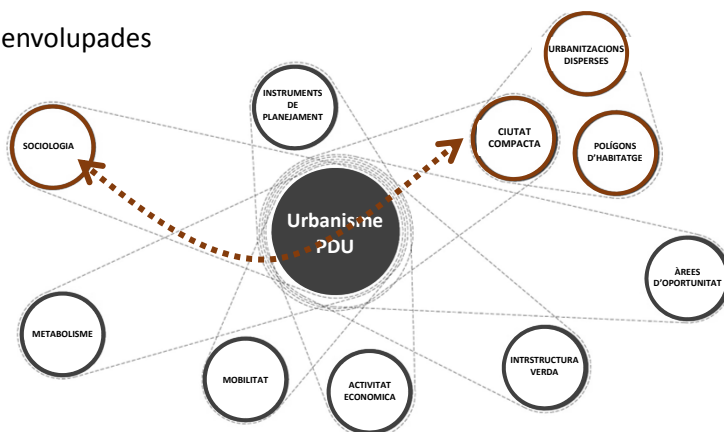 envolupades
URBANITZACIONS
DISPERSES
INSTRUMENTS
DE
PLANEJAMENT
SOCIOLOGIA
CIUTAT
COMPACTA
POLÍGONS
D'HABITATGE
Urbanisme
PDU
ÀREES
D'OPORTUNITAT
METABOLISME
INTRSTRUCTURA
VERDA
MOBILITAT
ACTIVITAT
ECONOMICA